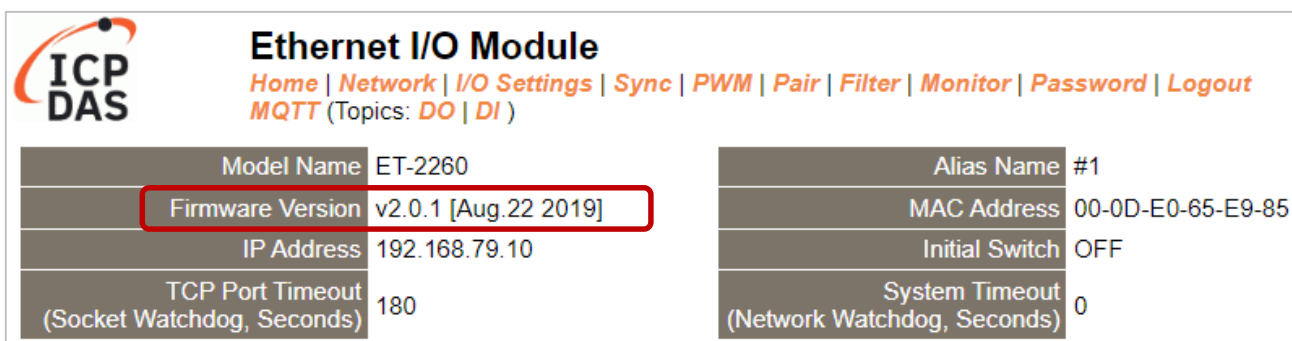 ICP
DAS
Ethernet I/O Module
Home | Network | I/O Settings | Sync | PWM | Pair | Filter | Monitor | Password | Logout
MQTT (Topics: DO | DI )
Model Name ET-2260 Alias Name #1
Firmware Version v2.0.1 [Aug.22 2019] MAC Address 00-0D-E0-65-E9-85
IP Address 192.168.79.10 Initial Switch OFF
TCP Port Timeout
(Socket Watchdog, Seconds) 180
System Timeout
(Network Watchdog, Seconds) 0